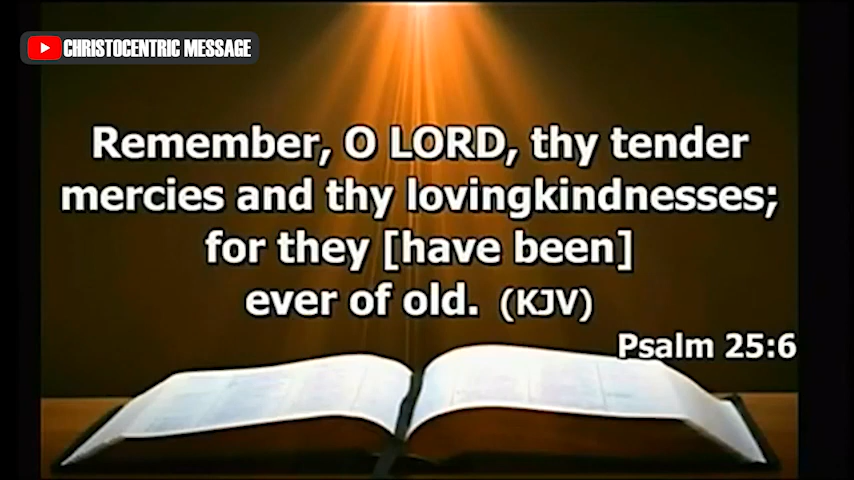 CHRISTOCENTRIC MESSAGE
Remember, O LORD, thy tender
mercies and thy lovingkindnesses;
for they [have been]
ever of old. (KJV)
Psalm 25:6